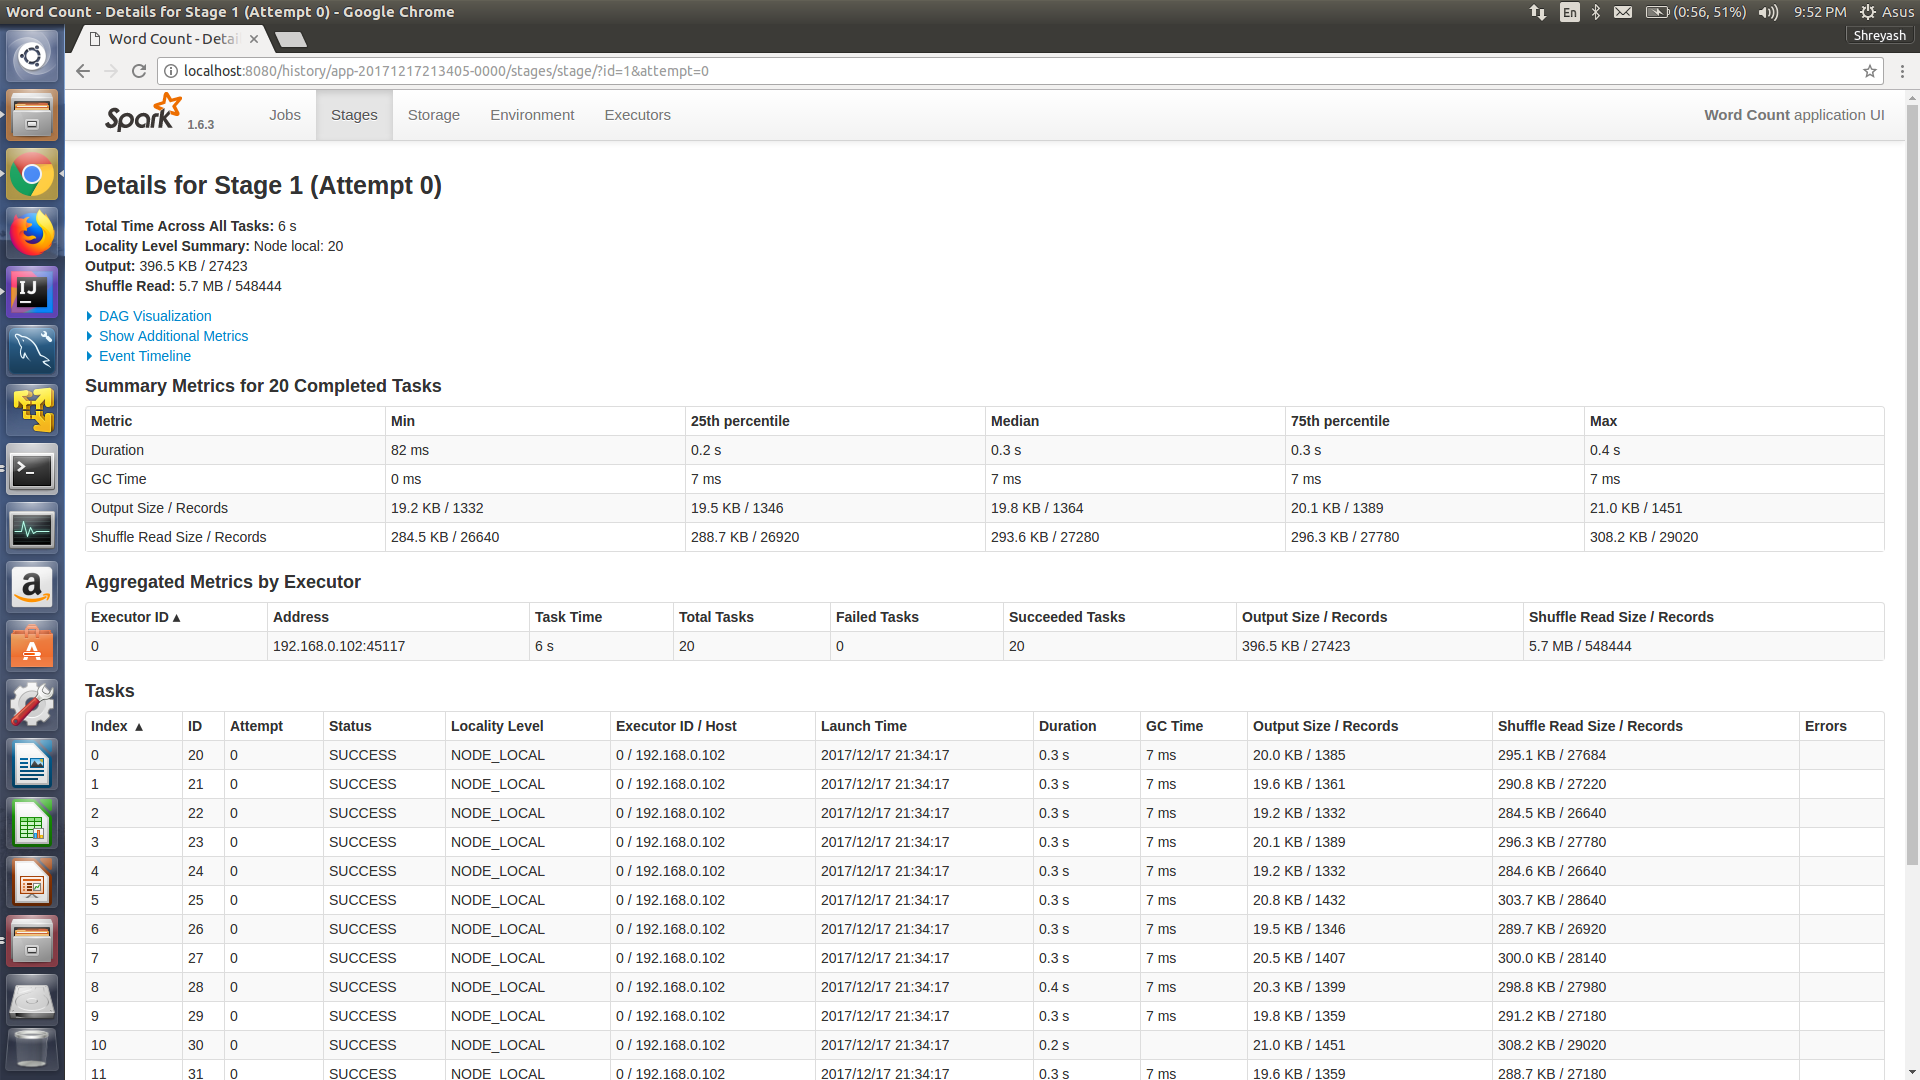 Word Count - Details for Stage 1 (Attempt 0) - Google Chrome
En
(0:56, 51%)
9:52 PM
Asus
Word Count - Detai
Shreyash
localhost:8080/history/app-20171217213405-0000/stages/stage/?id=1&attempt=0
Spark 1.6.3
Jobs
Stages
Storage
Environment
Executors
Word Count application UI
Details for Stage 1 (Attempt 0)
Total Time Across All Tasks: 6 s
Locality Level Summary: Node local: 20
Output: 396.5 KB / 27423
Shuffle Read: 5.7 MB / 548444
DAG Visualization
Show Additional Metrics
Event Timeline
Summary Metrics for 20 Completed Tasks
Metric Min 25th percentile Median 75th percentile Max
Duration 82 ms 0.2 s 0.3 s 0.3 s 0.4 s
GC Time 0 ms 7 ms 7 ms 7 ms 7 ms
Output Size / Records 19.2 KB / 1332 19.5 KB / 1346 19.8 KB / 1364 20.1 KB / 1389 21.0 KB / 1451
Shuffle Read Size / Records 284.5 KB / 26640 288.7 KB / 26920 293.6 KB / 27280 296.3 KB / 27780 308.2 KB / 29020
Aggregated Metrics by Executor
Executor ID ▴ Address Task Time Total Tasks Failed Tasks Succeeded Tasks Output Size / Records Shuffle Read Size / Records
0 192.168.0.102:45117 6 s 20 0 20 396.5 KB / 27423 5.7 MB / 548444
Tasks
Index ▴ ID Attempt Status Locality Level Executor ID / Host Launch Time Duration GC Time Output Size / Records Shuffle Read Size / Records Errors
0 20 0 SUCCESS NODE_LOCAL 0 / 192.168.0.102 2017/12/17 21:34:17 0.3 s 7 ms 20.0 KB / 1385 295.1 KB / 27684
1 21 0 SUCCESS NODE_LOCAL 0 / 192.168.0.102 2017/12/17 21:34:17 0.3 s 7 ms 19.6 KB / 1361 290.8 KB / 27220
2 22 0 SUCCESS NODE_LOCAL 0 / 192.168.0.102 2017/12/17 21:34:17 0.3 s 7 ms 19.2 KB / 1332 284.5 KB / 26640
3 23 0 SUCCESS NODE_LOCAL 0 / 192.168.0.102 2017/12/17 21:34:17 0.3 s 7 ms 20.1 KB / 1389 296.3 KB / 27780
4 24 0 SUCCESS NODE_LOCAL 0 / 192.168.0.102 2017/12/17 21:34:17 0.3 s 7 ms 19.2 KB / 1332 284.6 KB / 26640
5 25 0 SUCCESS NODE_LOCAL 0 / 192.168.0.102 2017/12/17 21:34:17 0.3 s 7 ms 20.8 KB / 1432 303.7 KB / 28640
6 26 0 SUCCESS NODE_LOCAL 0 / 192.168.0.102 2017/12/17 21:34:17 0.3 s 7 ms 19.5 KB / 1346 289.7 KB / 26920
7 27 0 SUCCESS NODE_LOCAL 0 / 192.168.0.102 2017/12/17 21:34:17 0.3 s 7 ms 20.5 KB / 1407 300.0 KB / 28140
8 28 0 SUCCESS NODE_LOCAL 0 / 192.168.0.102 2017/12/17 21:34:17 0.4 s 7 ms 20.3 KB / 1399 298.8 KB / 27980
9 29 0 SUCCESS NODE_LOCAL 0 / 192.168.0.102 2017/12/17 21:34:17 0.3 s 7 ms 19.8 KB / 1359 291.2 KB / 27180
10 30 0 SUCCESS NODE_LOCAL 0 / 192.168.0.102 2017/12/17 21:34:17 0.2 s 21.0 KB / 1451 308.2 KB / 29020
11 31 0 SUCCESS NODE_LOCAL 0 / 192.168.0.102 2017/12/17 21:34:17 0.3 s 7 ms 19.6 KB / 1359 288.7 KB / 27180
IJ
a
A